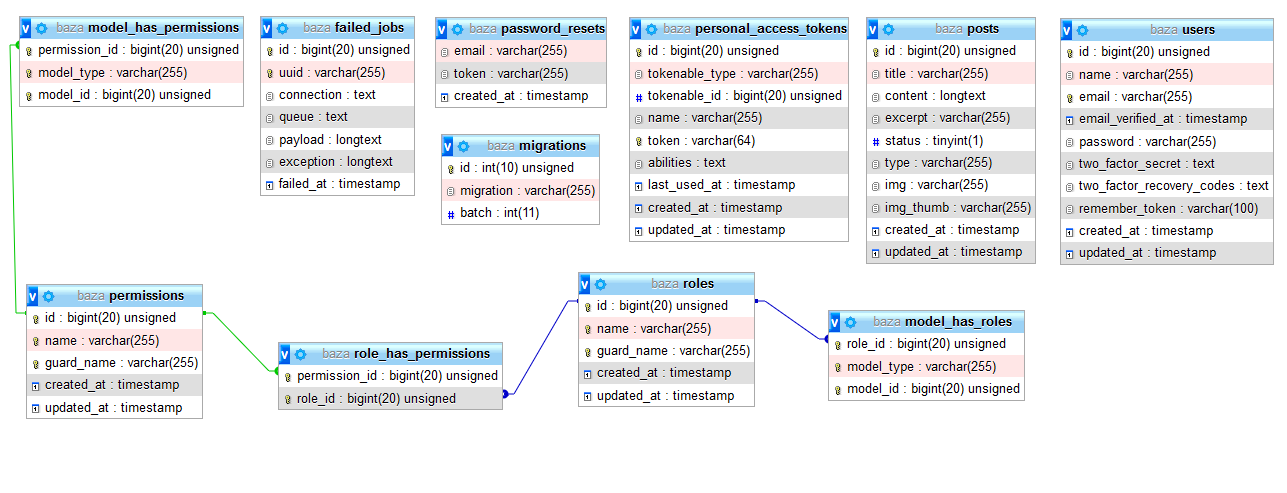 v baza model_has_permissions
permission_id : bigint(20) unsigned
model_type : varchar(255)
model_id : bigint(20) unsigned
v baza failed_jobs
id : bigint(20) unsigned
uuid : varchar(255)
connection : text
queue : text
payload : longtext
exception : longtext
failed_at : timestamp
v baza password_resets
email : varchar(255)
token : varchar(255)
created_at : timestamp
v baza migrations
id : int(10) unsigned
migration : varchar(255)
# batch : int(11)
v baza personal_access_tokens
id : bigint(20) unsigned
tokenable_type : varchar(255)
# tokenable_id : bigint(20) unsigned
name : varchar(255)
token : varchar(64)
abilities : text
last_used_at : timestamp
created_at : timestamp
updated_at : timestamp
v baza posts
id : bigint(20) unsigned
title : varchar(255)
content : longtext
excerpt : varchar(255)
# status : tinyint(1)
type : varchar(255)
img : varchar(255)
img_thumb : varchar(255)
created_at : timestamp
updated_at : timestamp
v baza users
id : bigint(20) unsigned
name : varchar(255)
email : varchar(255)
email_verified_at : timestamp
password : varchar(255)
two_factor_secret : text
two_factor_recovery_codes : text
remember_token : varchar(100)
created_at : timestamp
updated_at : timestamp
v baza permissions
id : bigint(20) unsigned
name : varchar(255)
guard_name : varchar(255)
created_at : timestamp
updated_at : timestamp
v baza role_has_permissions
permission_id : bigint(20) unsigned
role_id : bigint(20) unsigned
v baza roles
id : bigint(20) unsigned
name : varchar(255)
guard_name : varchar(255)
created_at : timestamp
updated_at : timestamp
v baza model_has_roles
role_id : bigint(20) unsigned
model_type : varchar(255)
model_id : bigint(20) unsigned